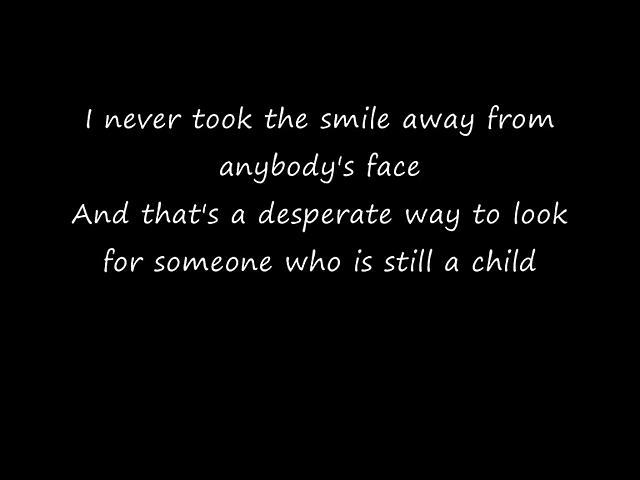 I never took the smile away from
anybody's face
And that's a desperate way to look
for someone who is still a child